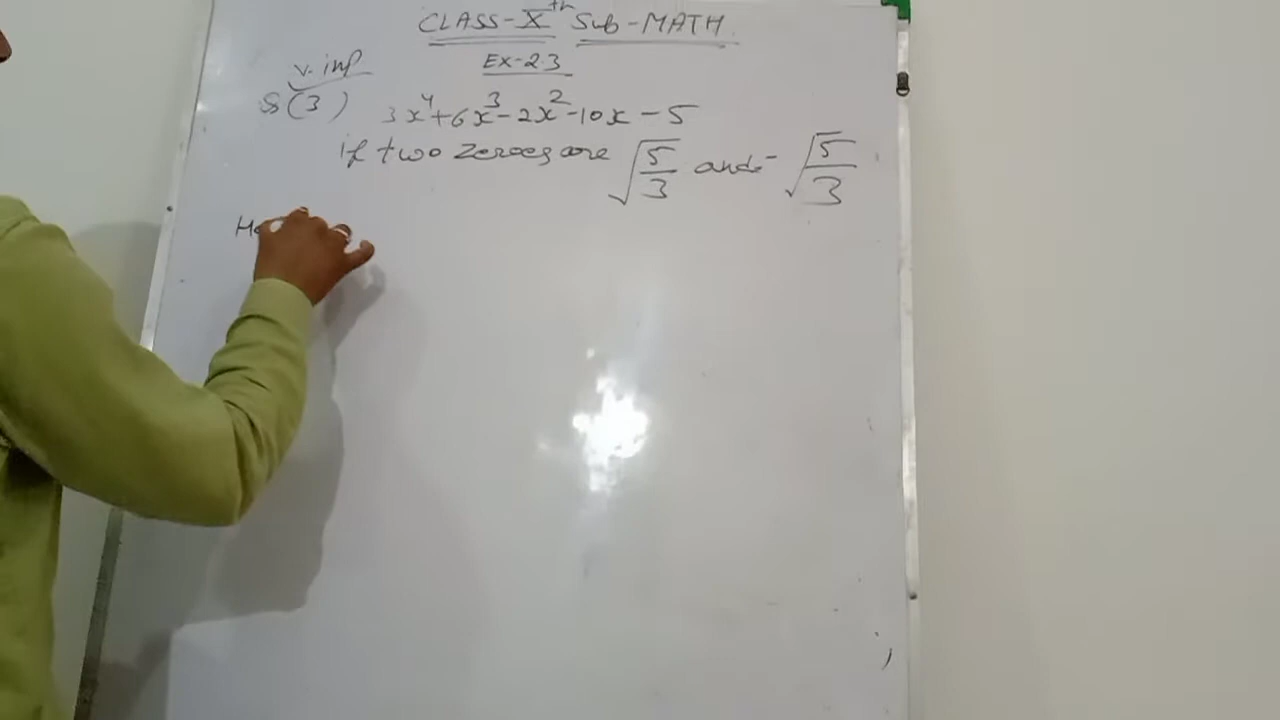 CLASS-Xth Sub-MATH
Ex-2.3
v.imp
(3) 3x⁴+6x³-2x²-10x-5
if two zeroes are √5/3 and -√5/3